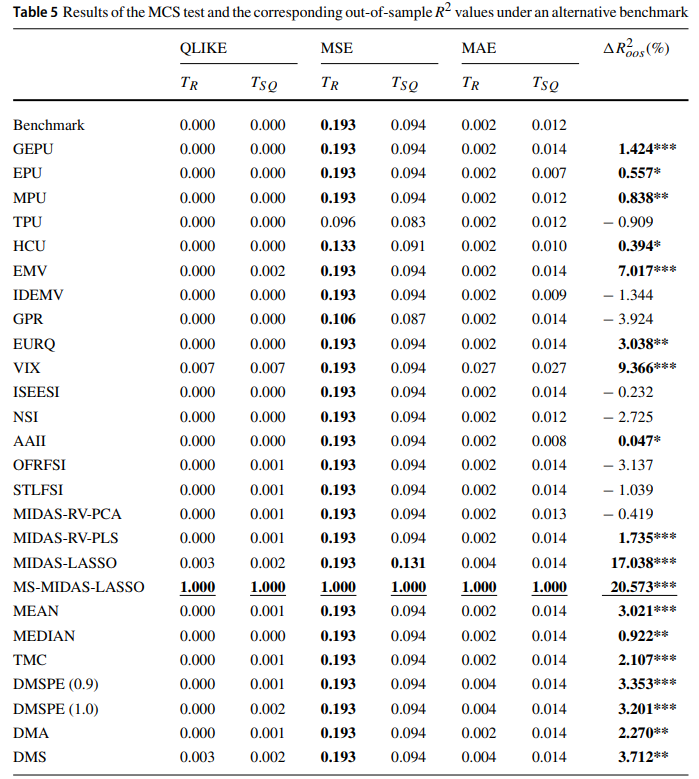 Table 5 Results of the MCS test and the corresponding out-of-sample R² values under an alternative benchmark
QLIKE MSE MAE ΔR²oos(%)
TR TSQ TR TSQ TR TSQ
Benchmark 0.000 0.000 0.193 0.094 0.002 0.012
GEPU 0.000 0.000 0.193 0.094 0.002 0.014 1.424***
EPU 0.000 0.000 0.193 0.094 0.002 0.007 0.557*
MPU 0.000 0.000 0.193 0.094 0.002 0.012 0.838**
TPU 0.000 0.000 0.096 0.083 0.002 0.012 − 0.909
HCU 0.000 0.000 0.133 0.091 0.002 0.010 0.394*
EMV 0.000 0.002 0.193 0.094 0.002 0.014 7.017***
IDEMV 0.000 0.000 0.193 0.094 0.002 0.009 − 1.344
GPR 0.000 0.000 0.106 0.087 0.002 0.014 − 3.924
EURQ 0.000 0.000 0.193 0.094 0.002 0.014 3.038**
VIX 0.007 0.007 0.193 0.094 0.027 0.027 9.366***
ISEESI 0.000 0.000 0.193 0.094 0.002 0.014 − 0.232
NSI 0.000 0.000 0.193 0.094 0.002 0.012 − 2.725
AAII 0.000 0.000 0.193 0.094 0.002 0.008 0.047*
OFRFSI 0.000 0.001 0.193 0.094 0.002 0.014 − 3.137
STLFSI 0.000 0.001 0.193 0.094 0.002 0.014 − 1.039
MIDAS-RV-PCA 0.000 0.001 0.193 0.094 0.002 0.013 − 0.419
MIDAS-RV-PLS 0.000 0.001 0.193 0.094 0.002 0.014 1.735***
MIDAS-LASSO 0.003 0.002 0.193 0.131 0.004 0.014 17.038***
MS-MIDAS-LASSO 1.000 1.000 1.000 1.000 1.000 1.000 20.573***
MEAN 0.000 0.001 0.193 0.094 0.002 0.014 3.021***
MEDIAN 0.000 0.000 0.193 0.094 0.002 0.014 0.922**
TMC 0.000 0.001 0.193 0.094 0.002 0.014 2.107***
DMSPE (0.9) 0.000 0.001 0.193 0.094 0.004 0.014 3.353***
DMSPE (1.0) 0.000 0.002 0.193 0.094 0.004 0.014 3.201***
DMA 0.000 0.001 0.193 0.094 0.002 0.014 2.270**
DMS 0.003 0.002 0.193 0.094 0.004 0.014 3.712**